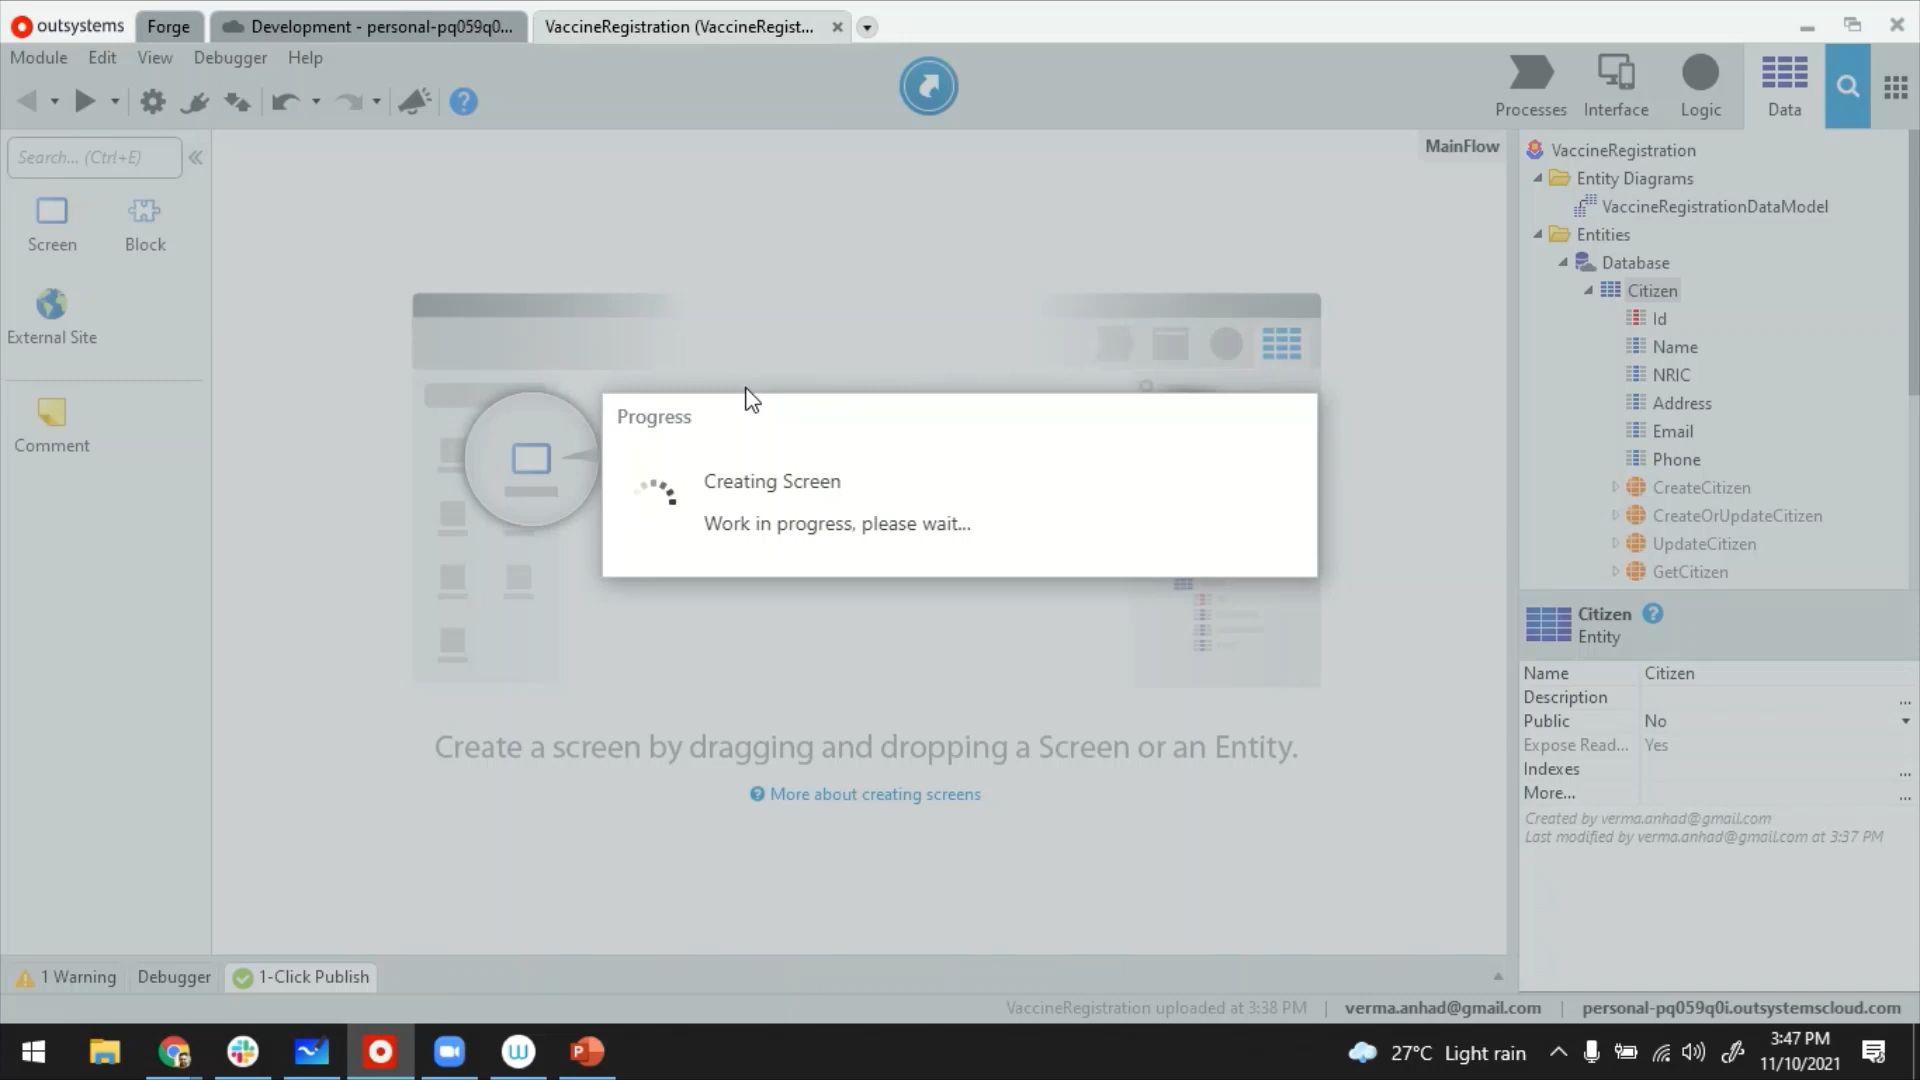 outsystems
Forge
Development - personal-pq059q0...
VaccineRegistration (VaccineRegist...
Module Edit View Debugger Help
Processes
Interface
Logic
Data
Search... (Ctrl+E)
Screen
Block
External Site
Comment
MainFlow
VaccineRegistration
Entity Diagrams
VaccineRegistrationDataModel
Entities
Database
Citizen
Id
Name
NRIC
Address
Email
Phone
CreateCitizen
CreateOrUpdateCitizen
UpdateCitizen
GetCitizen
Progress
Creating Screen
Work in progress, please wait...
Create a screen by dragging and dropping a Screen or an Entity.
? More about creating screens
Citizen ?
Entity
Name Citizen
Description ...
Public No
Expose Read... Yes
Indexes ...
More... ...
Created by verma.anhad@gmail.com
Last modified by verma.anhad@gmail.com at 3:37 PM
1 Warning
Debugger
1-Click Publish
VaccineRegistration uploaded at 3:38 PM | verma.anhad@gmail.com | personal-pq059q0i.outsystemscloud.com
27°C Light rain
3:47 PM
11/10/2021